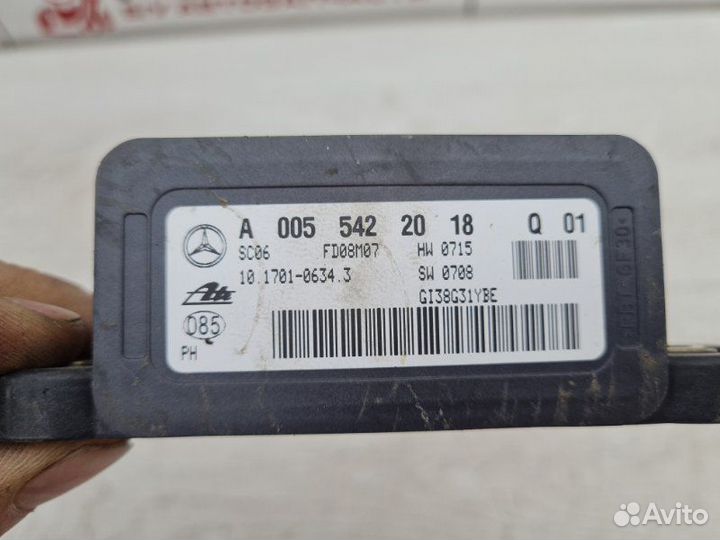 A 005 542 20 18 Q 01
SC06 FD08M07 HW 0715
10.1701-0634.3 SW 0708
Ate GI38G31YBE
D85
PH
Avito